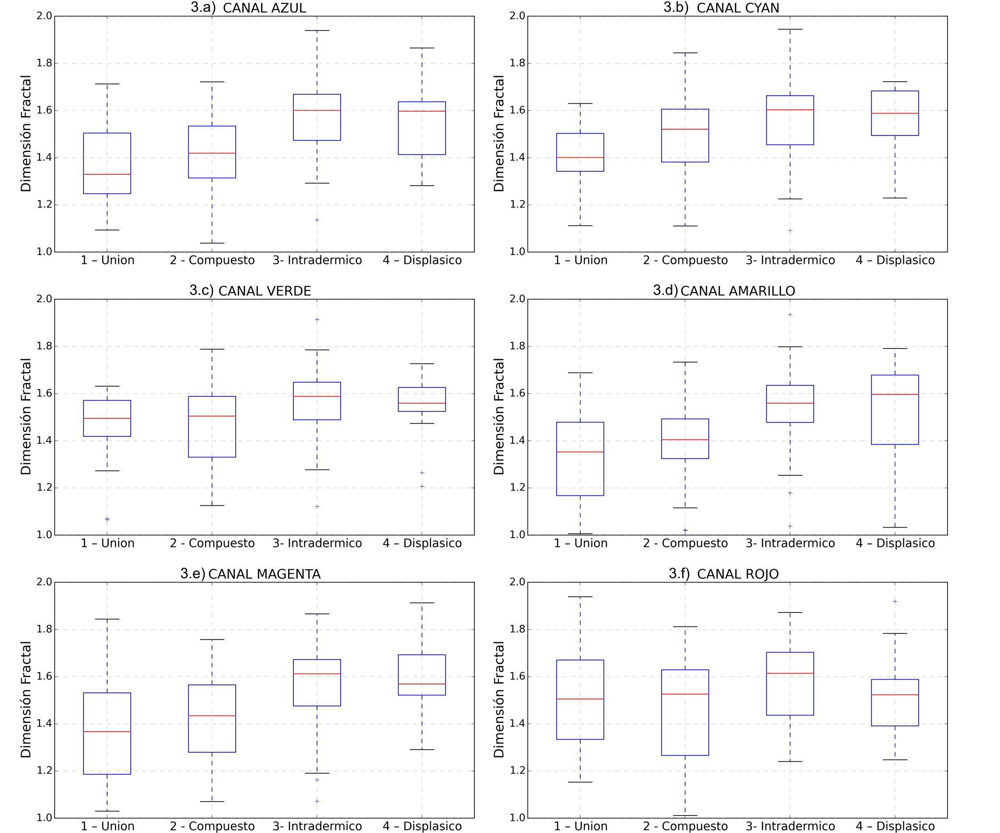 3.a) CANAL AZUL
2.0
1.8
1.6
1.4
1.2
1.0
Dimensión Fractal
1 – Union 2 - Compuesto 3- Intradermico 4 – Displasico
3.b) CANAL CYAN
2.0
1.8
1.6
1.4
1.2
1.0
Dimensión Fractal
1 – Union 2 - Compuesto 3- Intradermico 4 – Displasico
3.c) CANAL VERDE
2.0
1.8
1.6
1.4
1.2
1.0
Dimensión Fractal
1 – Union 2 - Compuesto 3- Intradermico 4 – Displasico
3.d) CANAL AMARILLO
2.0
1.8
1.6
1.4
1.2
1.0
Dimensión Fractal
1 – Union 2 - Compuesto 3- Intradermico 4 – Displasico
3.e) CANAL MAGENTA
2.0
1.8
1.6
1.4
1.2
1.0
Dimensión Fractal
1 – Union 2 - Compuesto 3- Intradermico 4 – Displasico
3.f) CANAL ROJO
2.0
1.8
1.6
1.4
1.2
1.0
Dimensión Fractal
1 – Union 2 - Compuesto 3- Intradermico 4 – Displasico